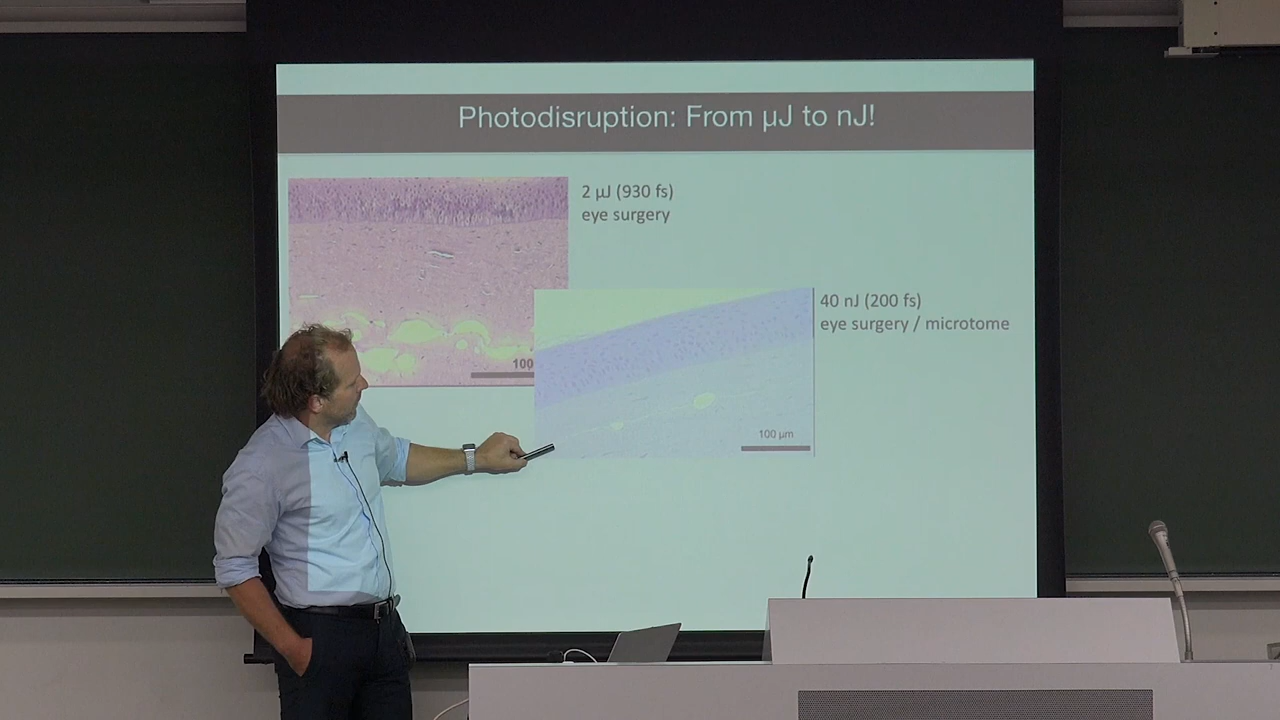 Photodisruption: From µJ to nJ!
2 µJ (930 fs)
eye surgery
100
40 nJ (200 fs)
eye surgery / microtome
100 µm